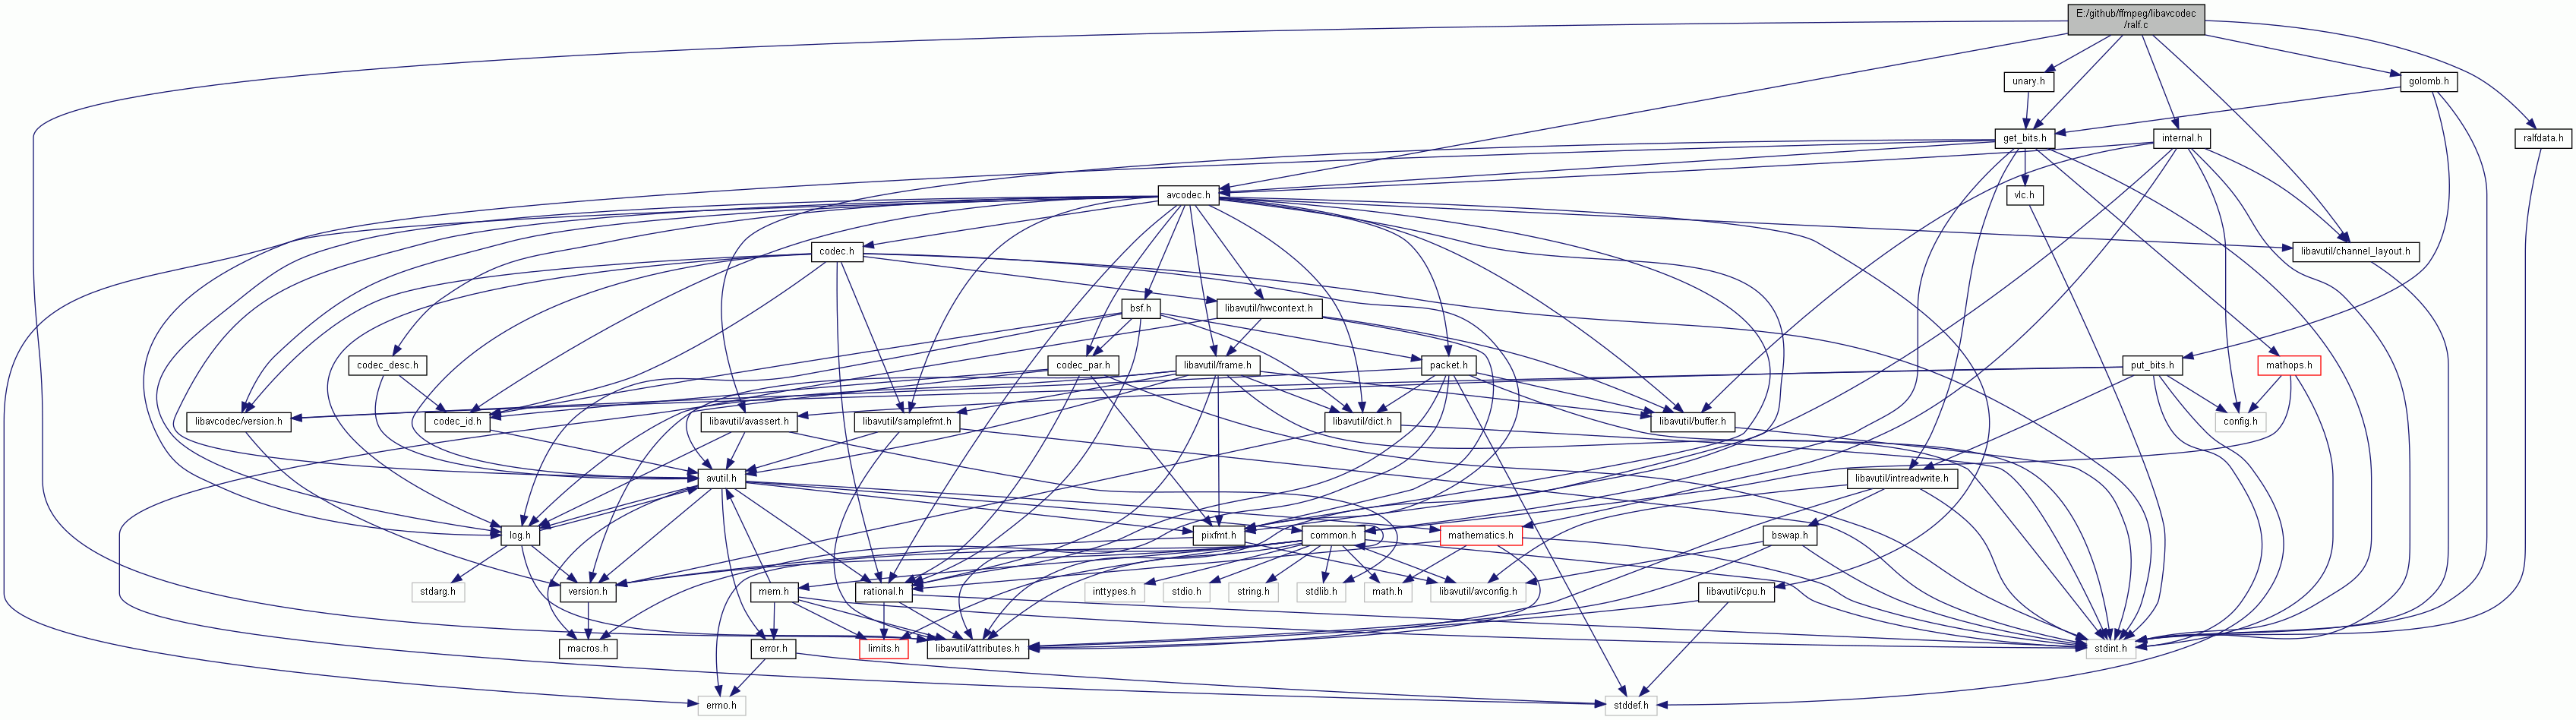 E:/github/ffmpeg/libavcodec
/ralf.c
unary.h
golomb.h
get_bits.h
internal.h
ralfdata.h
avcodec.h
vlc.h
codec.h
libavutil/channel_layout.h
bsf.h
libavutil/hwcontext.h
codec_desc.h
codec_par.h
libavutil/frame.h
packet.h
put_bits.h
mathops.h
libavcodec/version.h
codec_id.h
libavutil/avassert.h
libavutil/samplefmt.h
libavutil/dict.h
libavutil/buffer.h
config.h
avutil.h
libavutil/intreadwrite.h
log.h
pixfmt.h
common.h
mathematics.h
bswap.h
stdarg.h
version.h
mem.h
rational.h
inttypes.h
stdio.h
string.h
stdlib.h
math.h
libavutil/avconfig.h
libavutil/cpu.h
macros.h
error.h
limits.h
libavutil/attributes.h
stdint.h
errno.h
stddef.h